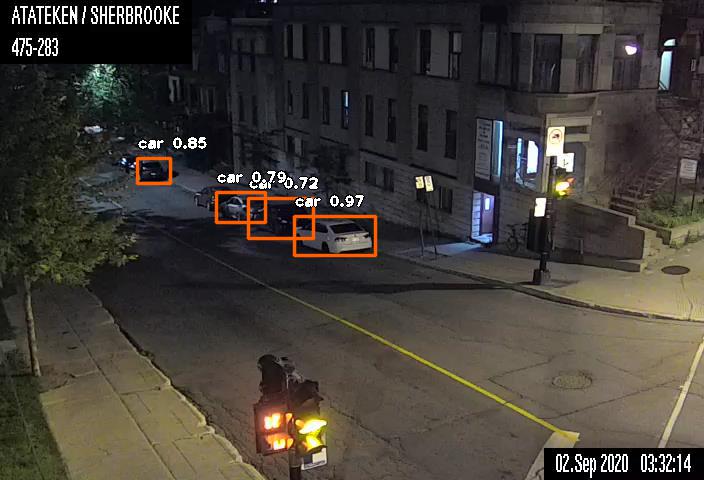 ATATEKEN / SHERBROOKE
475-283
car 0.85
car 0.79
car 0.72
car 0.97
02.Sep 2020 03:32:14